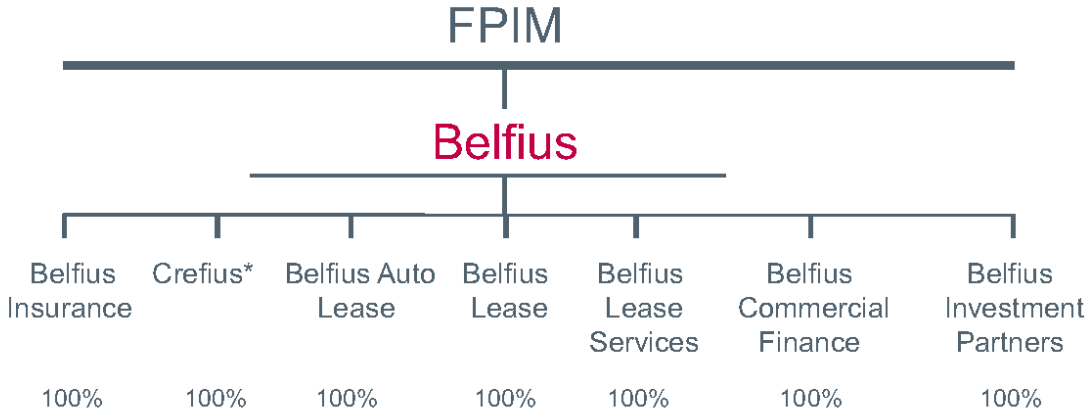 FPIM
Belfius
Belfius Insurance
Crefius*
Belfius Auto Lease
Belfius Lease
Belfius Lease Services
Belfius Commercial Finance
Belfius Investment Partners
100% 100% 100% 100% 100% 100% 100%